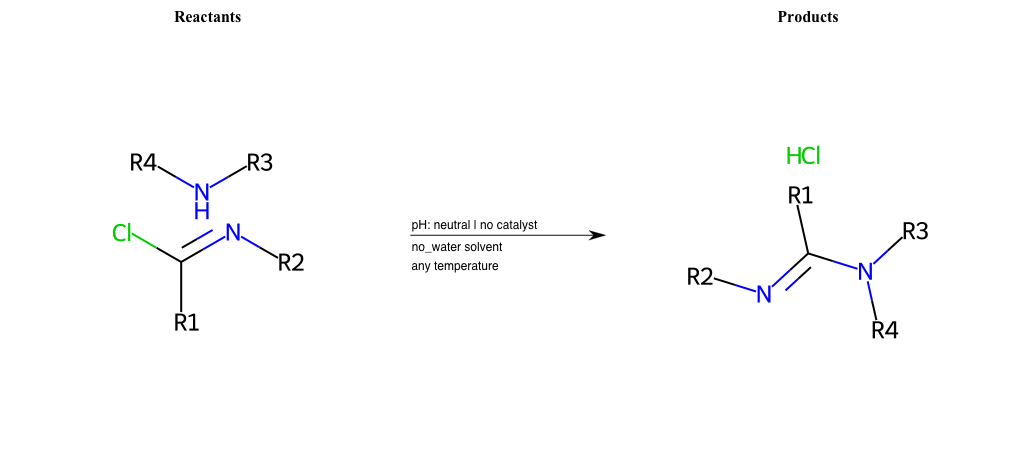 Reactants
Products
R4
R3
N
H
Cl
N
R2
R1
pH: neutral | no catalyst
no_water solvent
any temperature
HCl
R1
R3
R2
N
N
R4